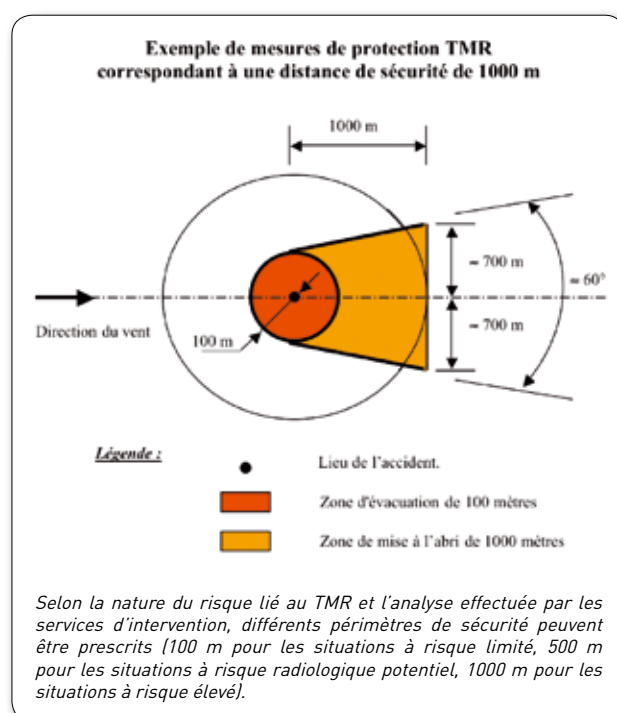 Exemple de mesures de protection TMR
correspondant à une distance de sécurité de 1000 m
1000 m
≈ 700 m
≈ 60°
Direction du vent
100 m
≈ 700 m
Légende :
Lieu de l'accident.
Zone d'évacuation de 100 mètres
Zone de mise à l'abri de 1000 mètres
Selon la nature du risque lié au TMR et l'analyse effectuée par les
services d'intervention, différents périmètres de sécurité peuvent
être prescrits (100 m pour les situations à risque limité, 500 m
pour les situations à risque radiologique potentiel, 1000 m pour les
situations à risque élevé).